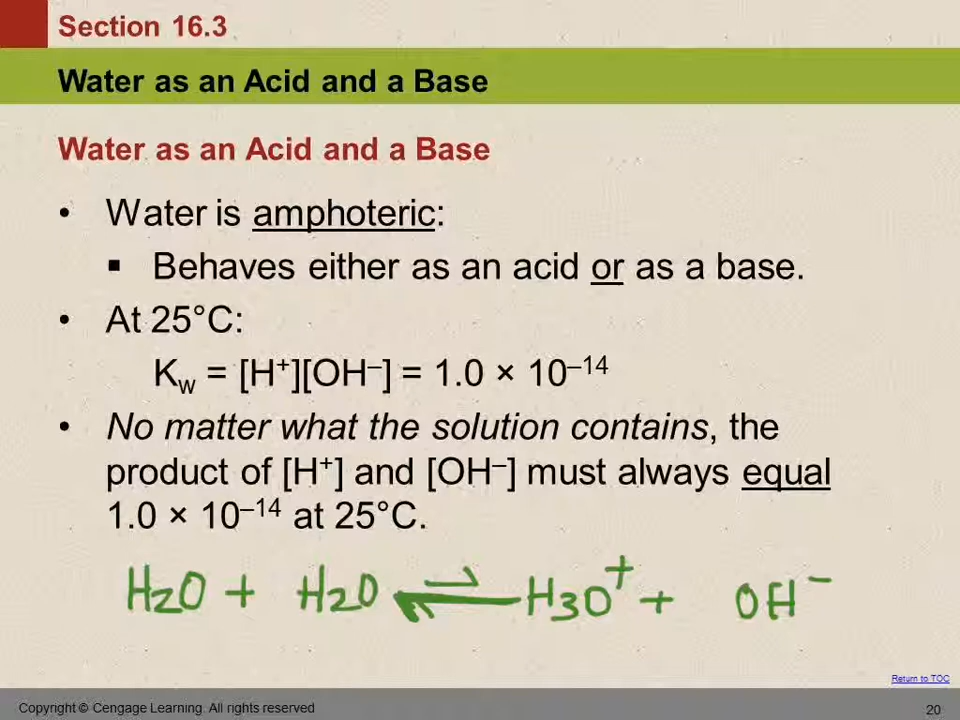 Section 16.3
Water as an Acid and a Base
Water as an Acid and a Base
• Water is amphoteric:
▪ Behaves either as an acid or as a base.
• At 25°C:
K_w = [H⁺][OH⁻] = 1.0 × 10⁻¹⁴
• No matter what the solution contains, the
product of [H⁺] and [OH⁻] must always equal
1.0 × 10⁻¹⁴ at 25°C.
H₂O + H₂O ⇌ H₃O⁺ + OH⁻
Return to TOC
Copyright © Cengage Learning. All rights reserved
20